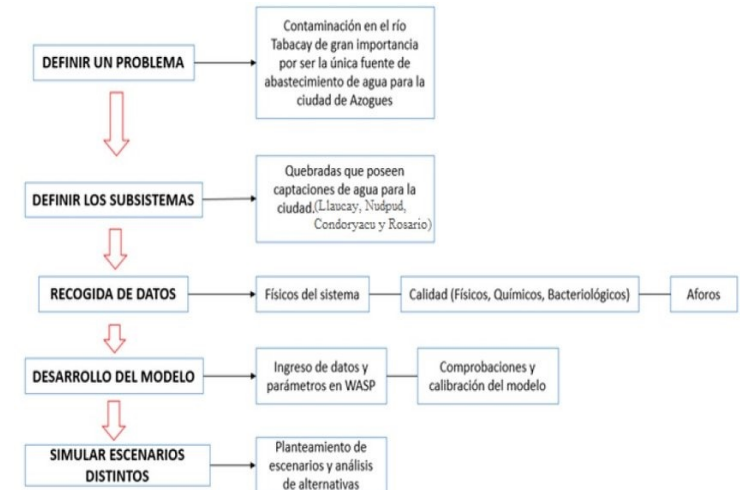 DEFINIR UN PROBLEMA
Contaminación en el río
Tabacay de gran importancia
por ser la única fuente de
abastecimiento de agua para la
ciudad de Azogues
DEFINIR LOS SUBSISTEMAS
Quebradas que poseen
captaciones de agua para la
ciudad.(Llaucay, Nudpud,
Condoryacu y Rosario)
RECOGIDA DE DATOS
Físicos del sistema
Calidad (Físicos, Químicos, Bacteriológicos)
Aforos
DESARROLLO DEL MODELO
Ingreso de datos y
parámetros en WASP
Comprobaciones y
calibración del modelo
SIMULAR ESCENARIOS
DISTINTOS
Planteamiento de
escenarios y análisis
de alternativas